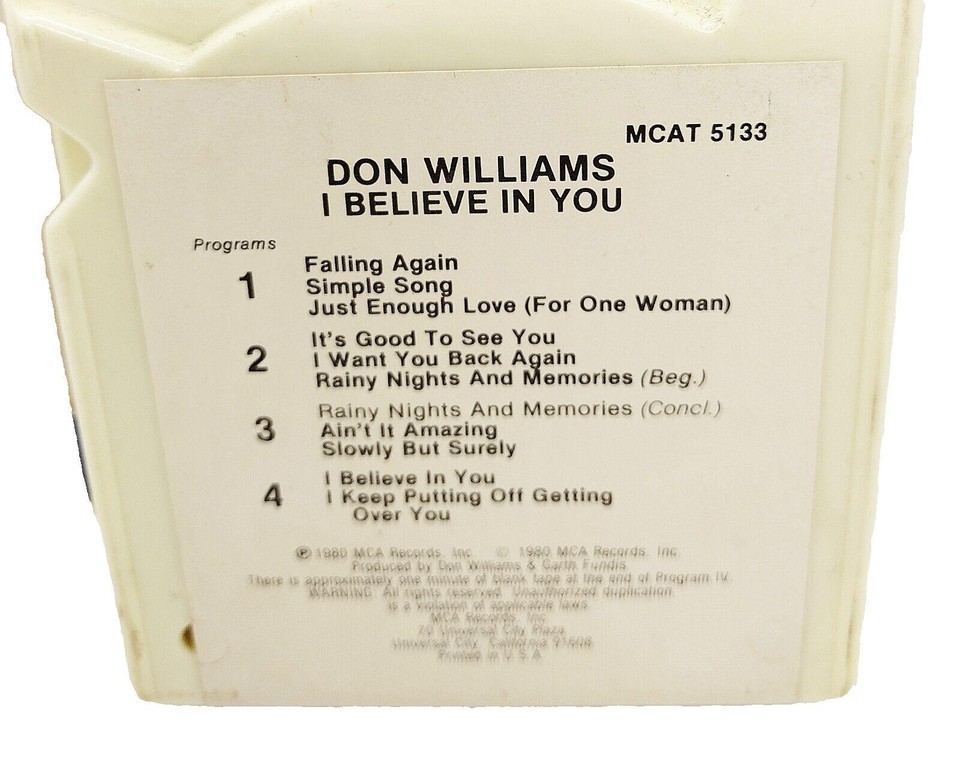 MCAT 5133
DON WILLIAMS
I BELIEVE IN YOU
Programs
1
Falling Again
Simple Song
Just Enough Love (For One Woman)
2
It's Good To See You
I Want You Back Again
Rainy Nights And Memories (Beg.)
3
Rainy Nights And Memories (Concl.)
Ain't It Amazing
Slowly But Surely
4
I Believe In You
I Keep Putting Off Getting
Over You
℗ 1980 MCA Records, Inc. © 1980 MCA Records, Inc.
Produced by Don Williams & Garth Fundis
There is approximately one minute of blank tape at the end of Program IV.
WARNING: All rights reserved. Unauthorized duplication
is a violation of applicable laws.
MCA Records, Inc.
70 Universal City Plaza
Universal City, California 91608
Printed in U.S.A.